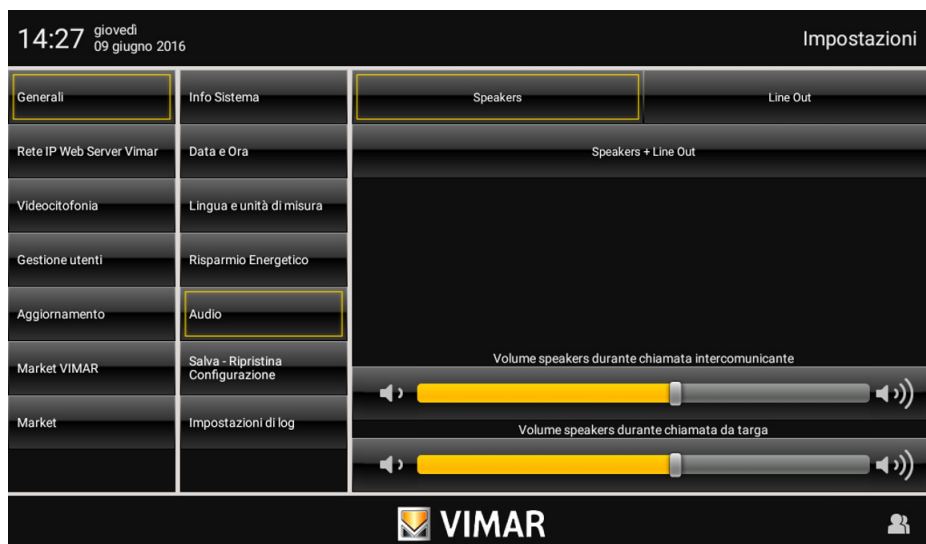 14:27 giovedì
09 giugno 2016
Impostazioni
Generali
Rete IP Web Server Vimar
Videocitofonia
Gestione utenti
Aggiornamento
Market VIMAR
Market
Info Sistema
Data e Ora
Lingua e unità di misura
Risparmio Energetico
Audio
Salva - Ripristina
Configurazione
Impostazioni di log
Speakers
Line Out
Speakers + Line Out
Volume speakers durante chiamata intercomunicante
Volume speakers durante chiamata da targa
VIMAR